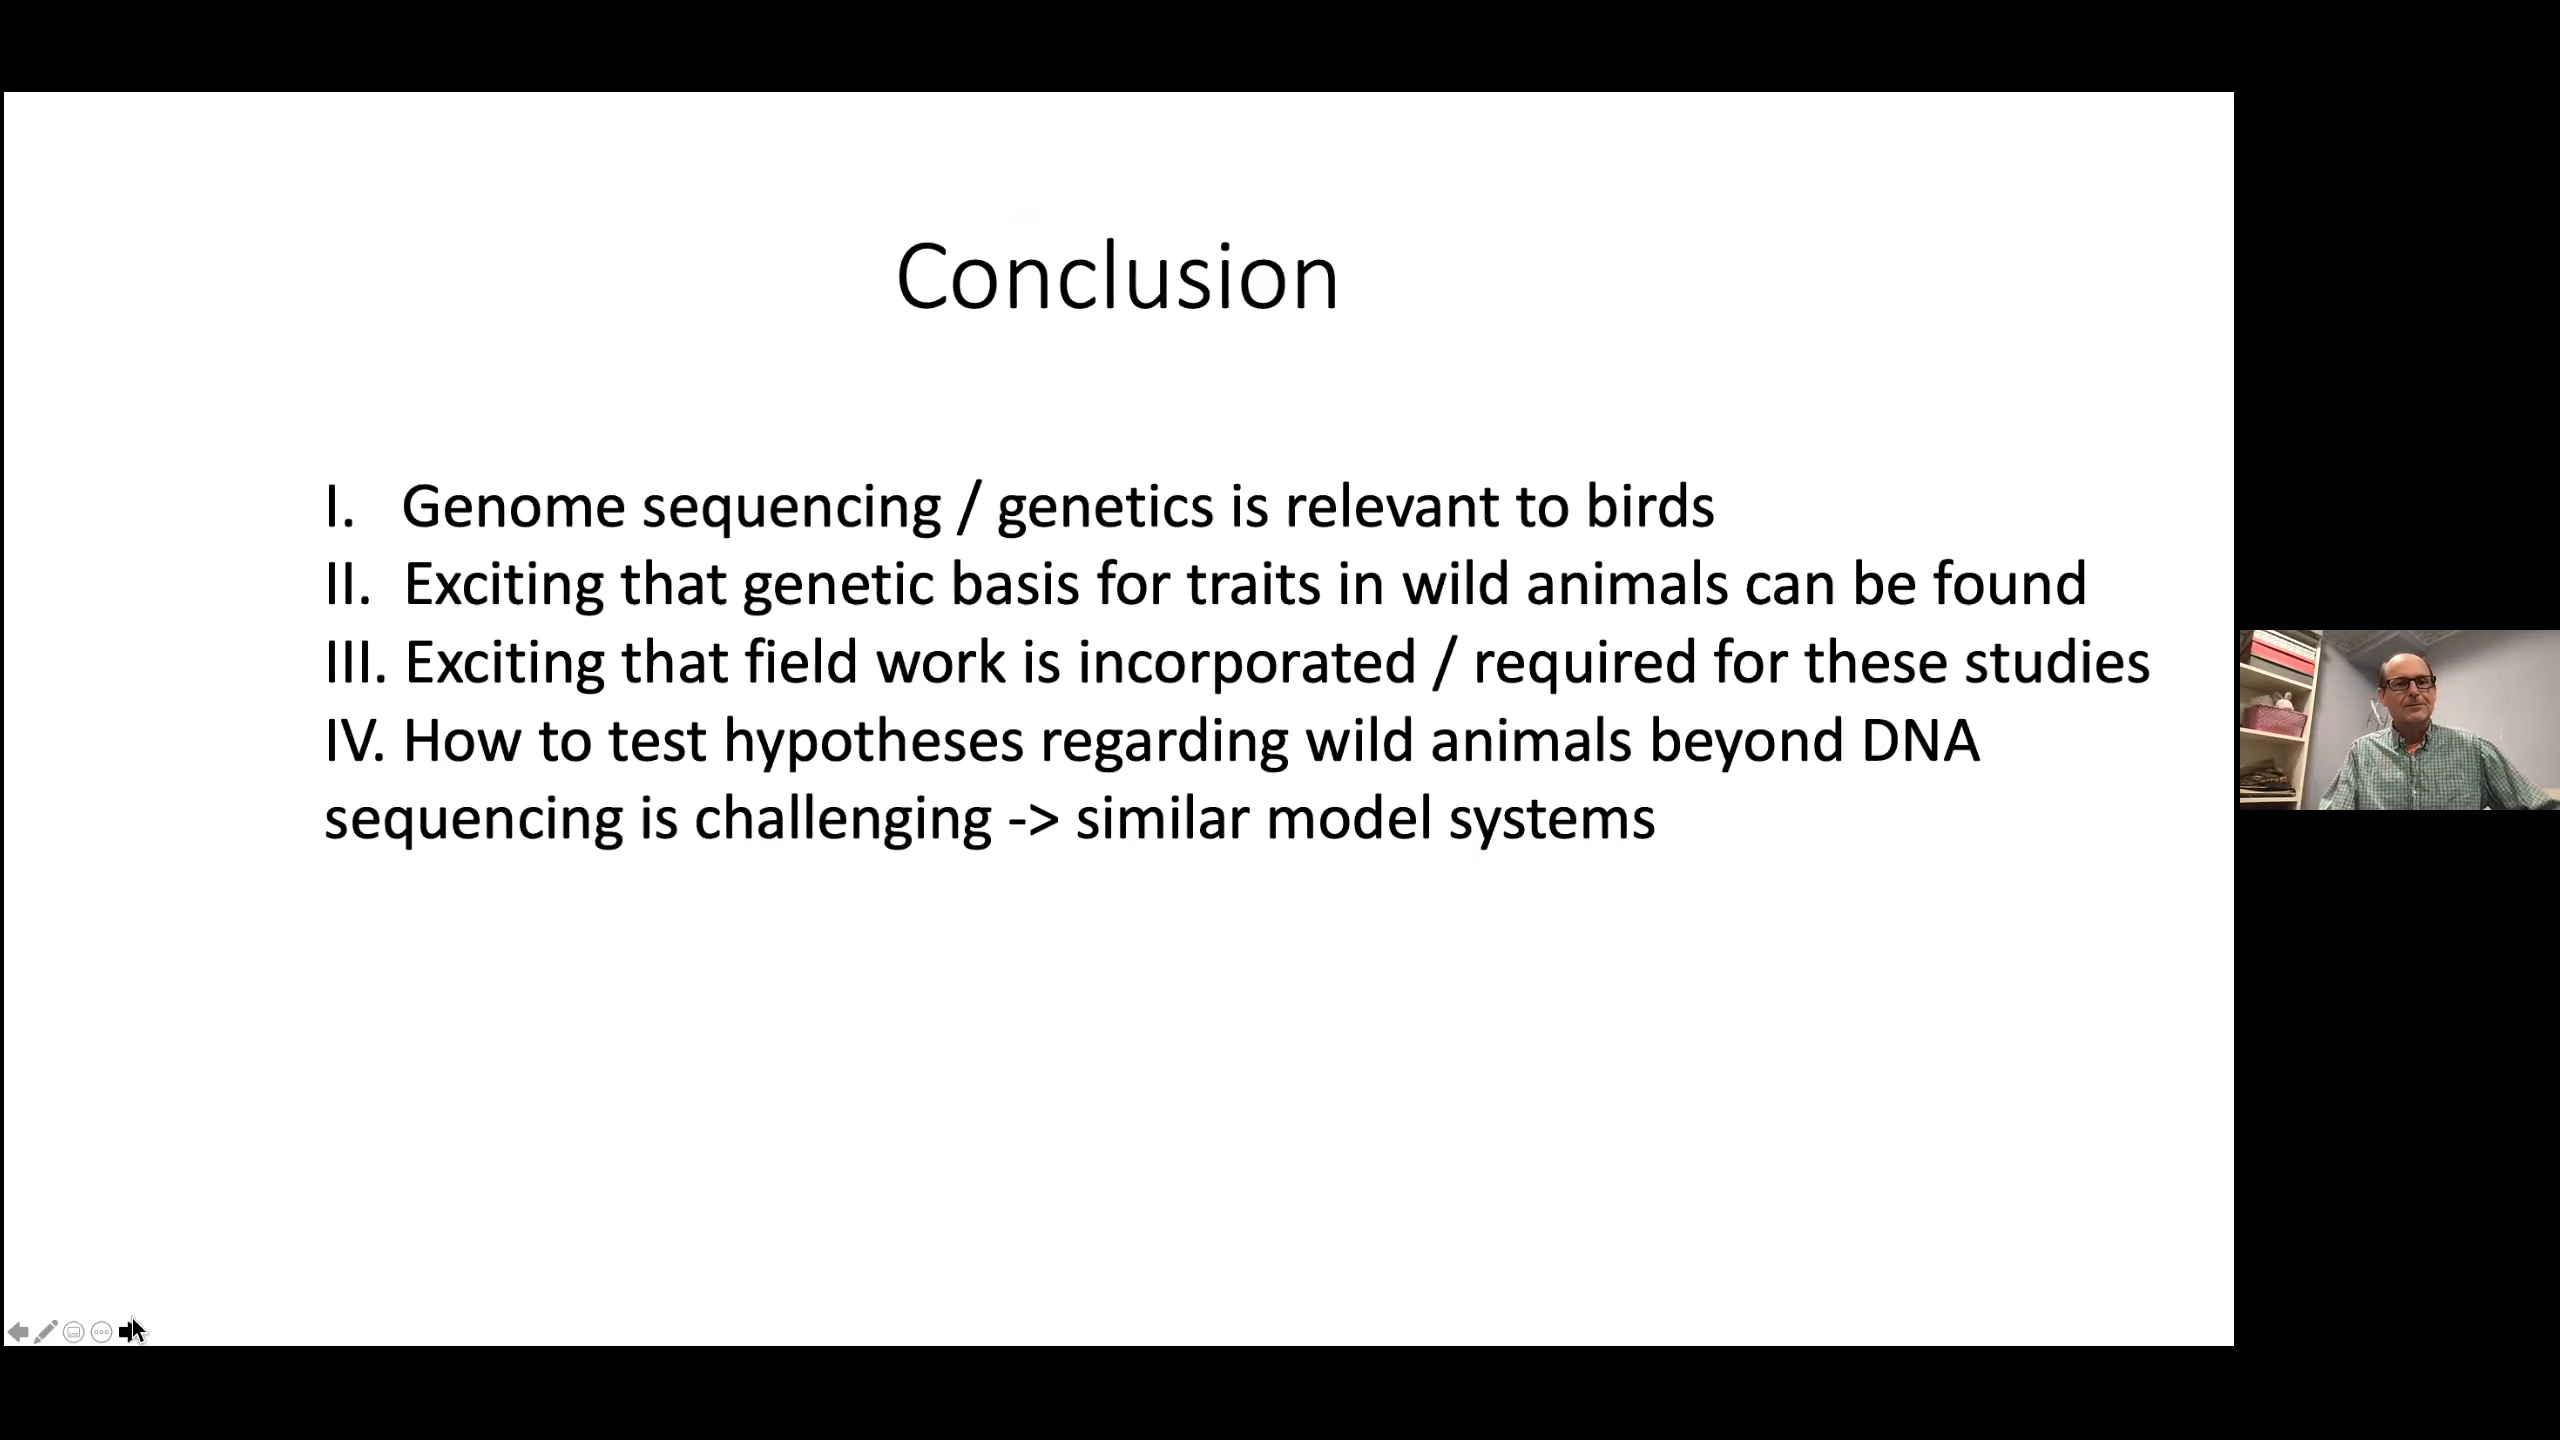 Conclusion
I. Genome sequencing / genetics is relevant to birds
II. Exciting that genetic basis for traits in wild animals can be found
III. Exciting that field work is incorporated / required for these studies
IV. How to test hypotheses regarding wild animals beyond DNA
sequencing is challenging -> similar model systems